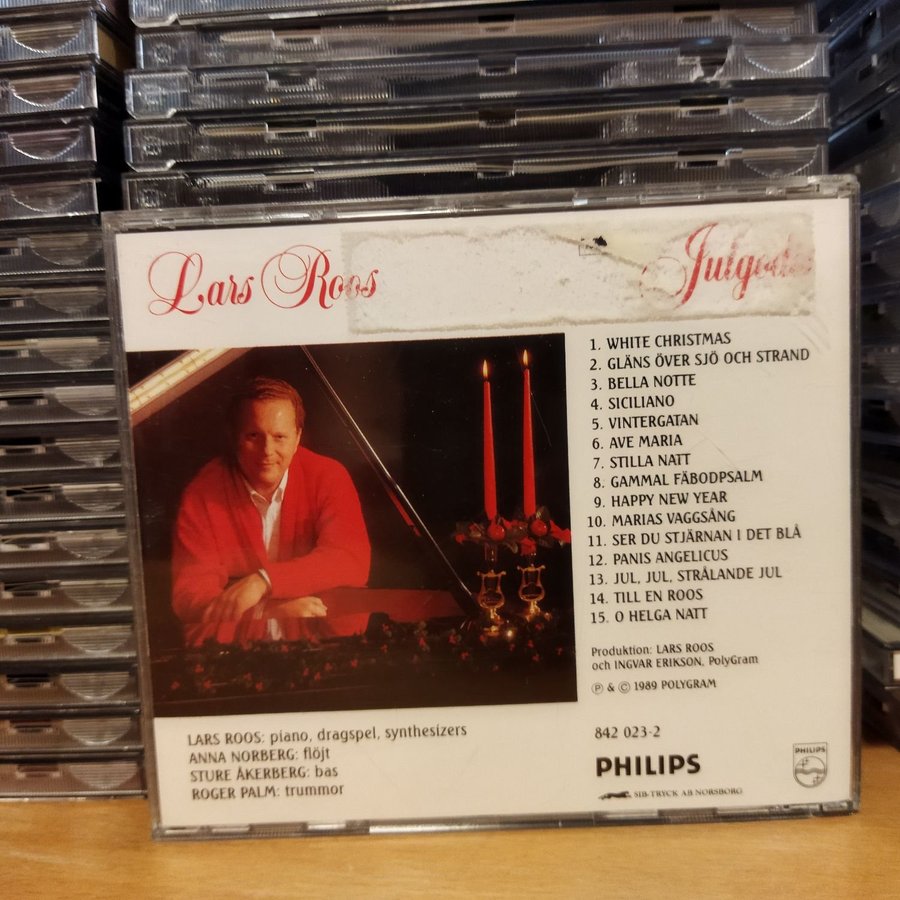 Lars Roos
1. WHITE CHRISTMAS
2. GLÄNS ÖVER SJÖ OCH STRAND
3. BELLA NOTTE
4. SICILIANO
5. VINTERGATAN
6. AVE MARIA
7. STILLA NATT
8. GAMMAL FÄBODPSALM
9. HAPPY NEW YEAR
10. MARIAS VAGGSÅNG
11. SER DU STJÄRNAN I DET BLÅ
12. PANIS ANGELICUS
13. JUL, JUL, STRÅLANDE JUL
14. TILL EN ROOS
15. O HELGA NATT
Produktion: LARS ROOS
och INGVAR ERIKSON, PolyGram
℗ & © 1989 POLYGRAM
LARS ROOS: piano, dragspel, synthesizers
ANNA NORBERG: flöjt
STURE ÅKERBERG: bas
ROGER PALM: trummor
842 023-2
PHILIPS
PHILIPS
SIB-TRYCK AB NORSBORG